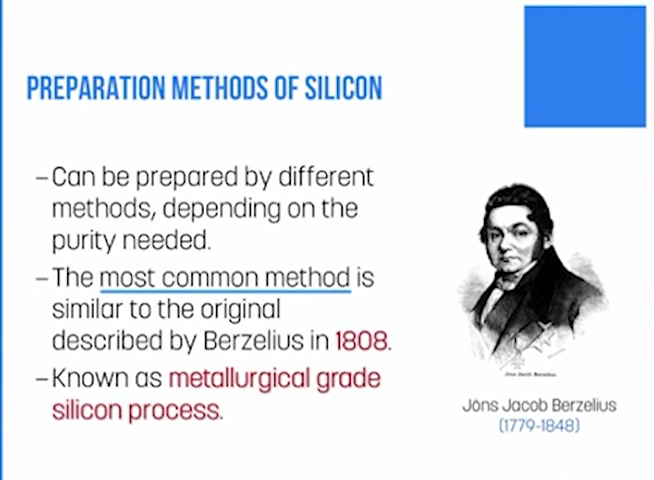 PREPARATION METHODS OF SILICON
–Can be prepared by different
methods, depending on the
purity needed.
–The most common method is
similar to the original
described by Berzelius in 1808.
–Known as metallurgical grade
silicon process.
Jöns Jacob Berzelius
(1779-1848)